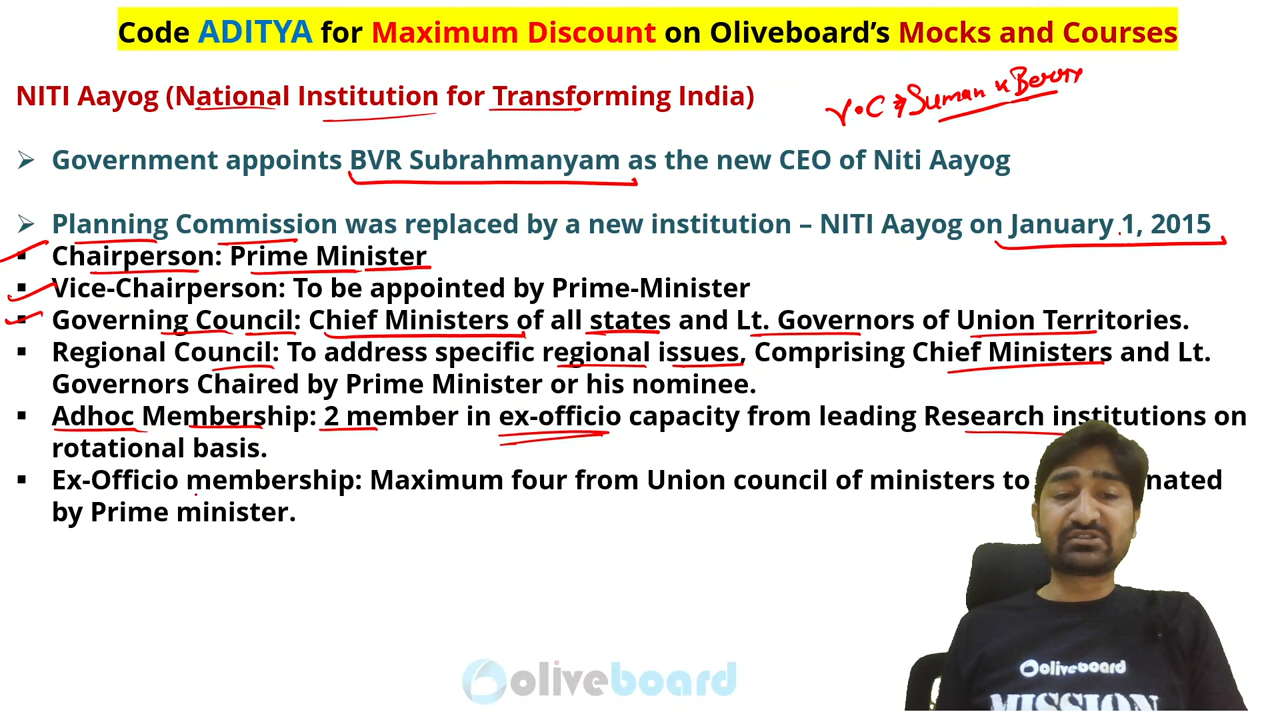 Code ADITYA for Maximum Discount on Oliveboard’s Mocks and Courses
NITI Aayog (National Institution for Transforming India)
V.C → Suman Berry
➢ Government appoints BVR Subrahmanyam as the new CEO of Niti Aayog
➢ Planning Commission was replaced by a new institution – NITI Aayog on January 1, 2015
▪ Chairperson: Prime Minister
▪ Vice-Chairperson: To be appointed by Prime-Minister
▪ Governing Council: Chief Ministers of all states and Lt. Governors of Union Territories.
▪ Regional Council: To address specific regional issues, Comprising Chief Ministers and Lt.
Governors Chaired by Prime Minister or his nominee.
▪ Adhoc Membership: 2 member in ex-officio capacity from leading Research institutions on
rotational basis.
▪ Ex-Officio membership: Maximum four from Union council of ministers to nated
by Prime minister.
oliveboard
oliveboard
MISSION